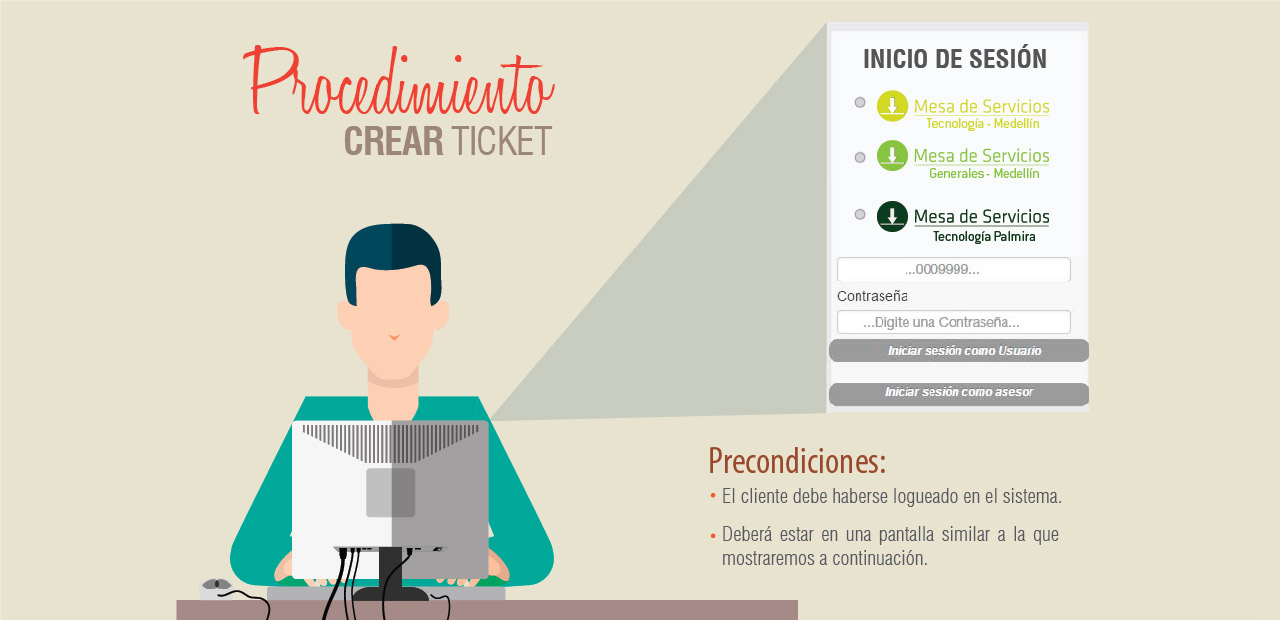 Procedimiento
CREAR TICKET
INICIO DE SESIÓN
Mesa de Servicios
Tecnología - Medellín
Mesa de Servicios
Generales - Medellín
Mesa de Servicios
Tecnología Palmira
...0009999...
Contraseña
...Digite una Contraseña...
Iniciar sesión como Usuario
Iniciar sesión como asesor
Precondiciones:
• El cliente debe haberse logueado en el sistema.
• Deberá estar en una pantalla similar a la que
mostraremos a continuación.